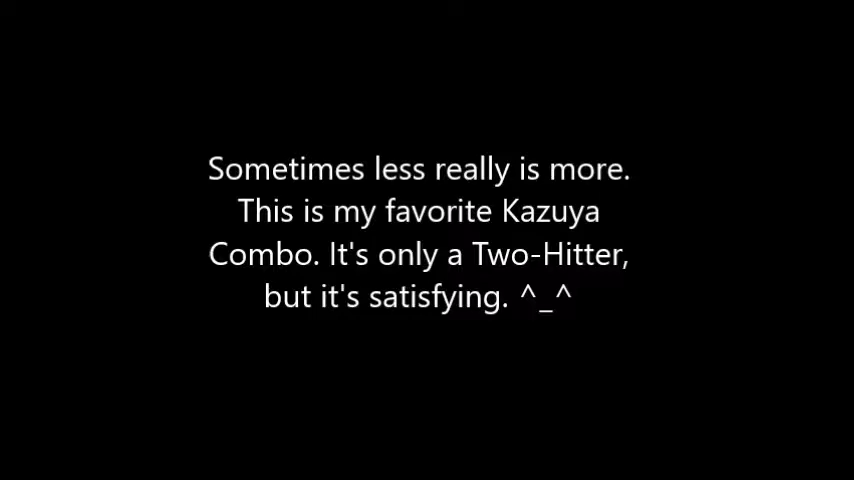 Sometimes less really is more.
This is my favorite Kazuya
Combo. It's only a Two-Hitter,
but it's satisfying. ^_^